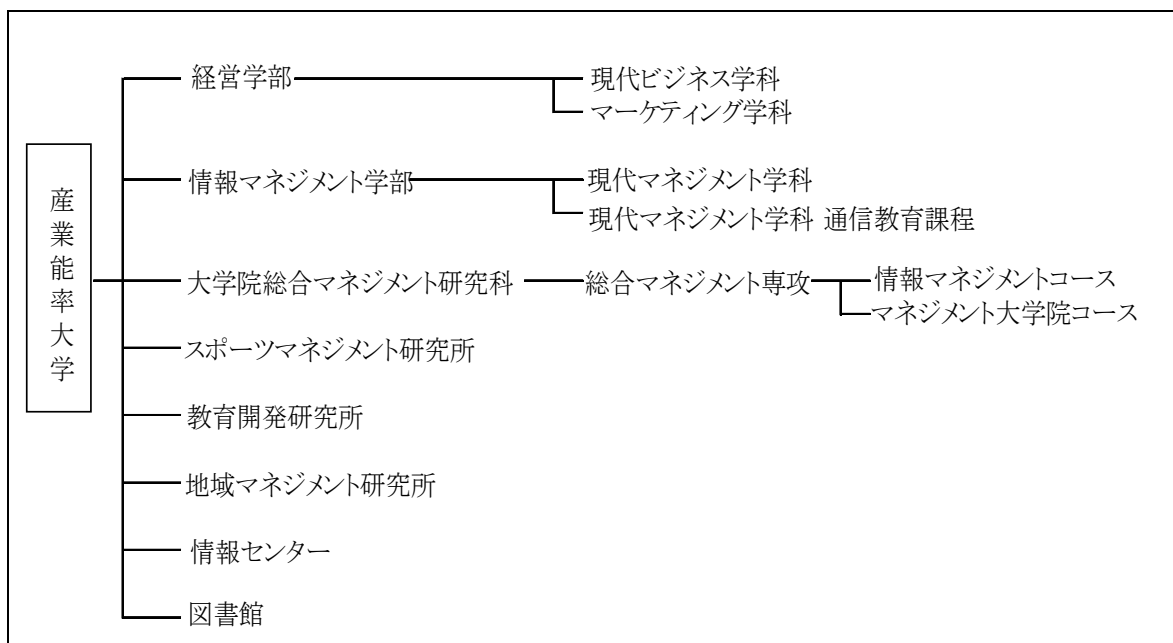 産業能率大学
経営学部
現代ビジネス学科
マーケティング学科
情報マネジメント学部
現代マネジメント学科
現代マネジメント学科 通信教育課程
大学院総合マネジメント研究科
総合マネジメント専攻
情報マネジメントコース
マネジメント大学院コース
スポーツマネジメント研究所
教育開発研究所
地域マネジメント研究所
情報センター
図書館